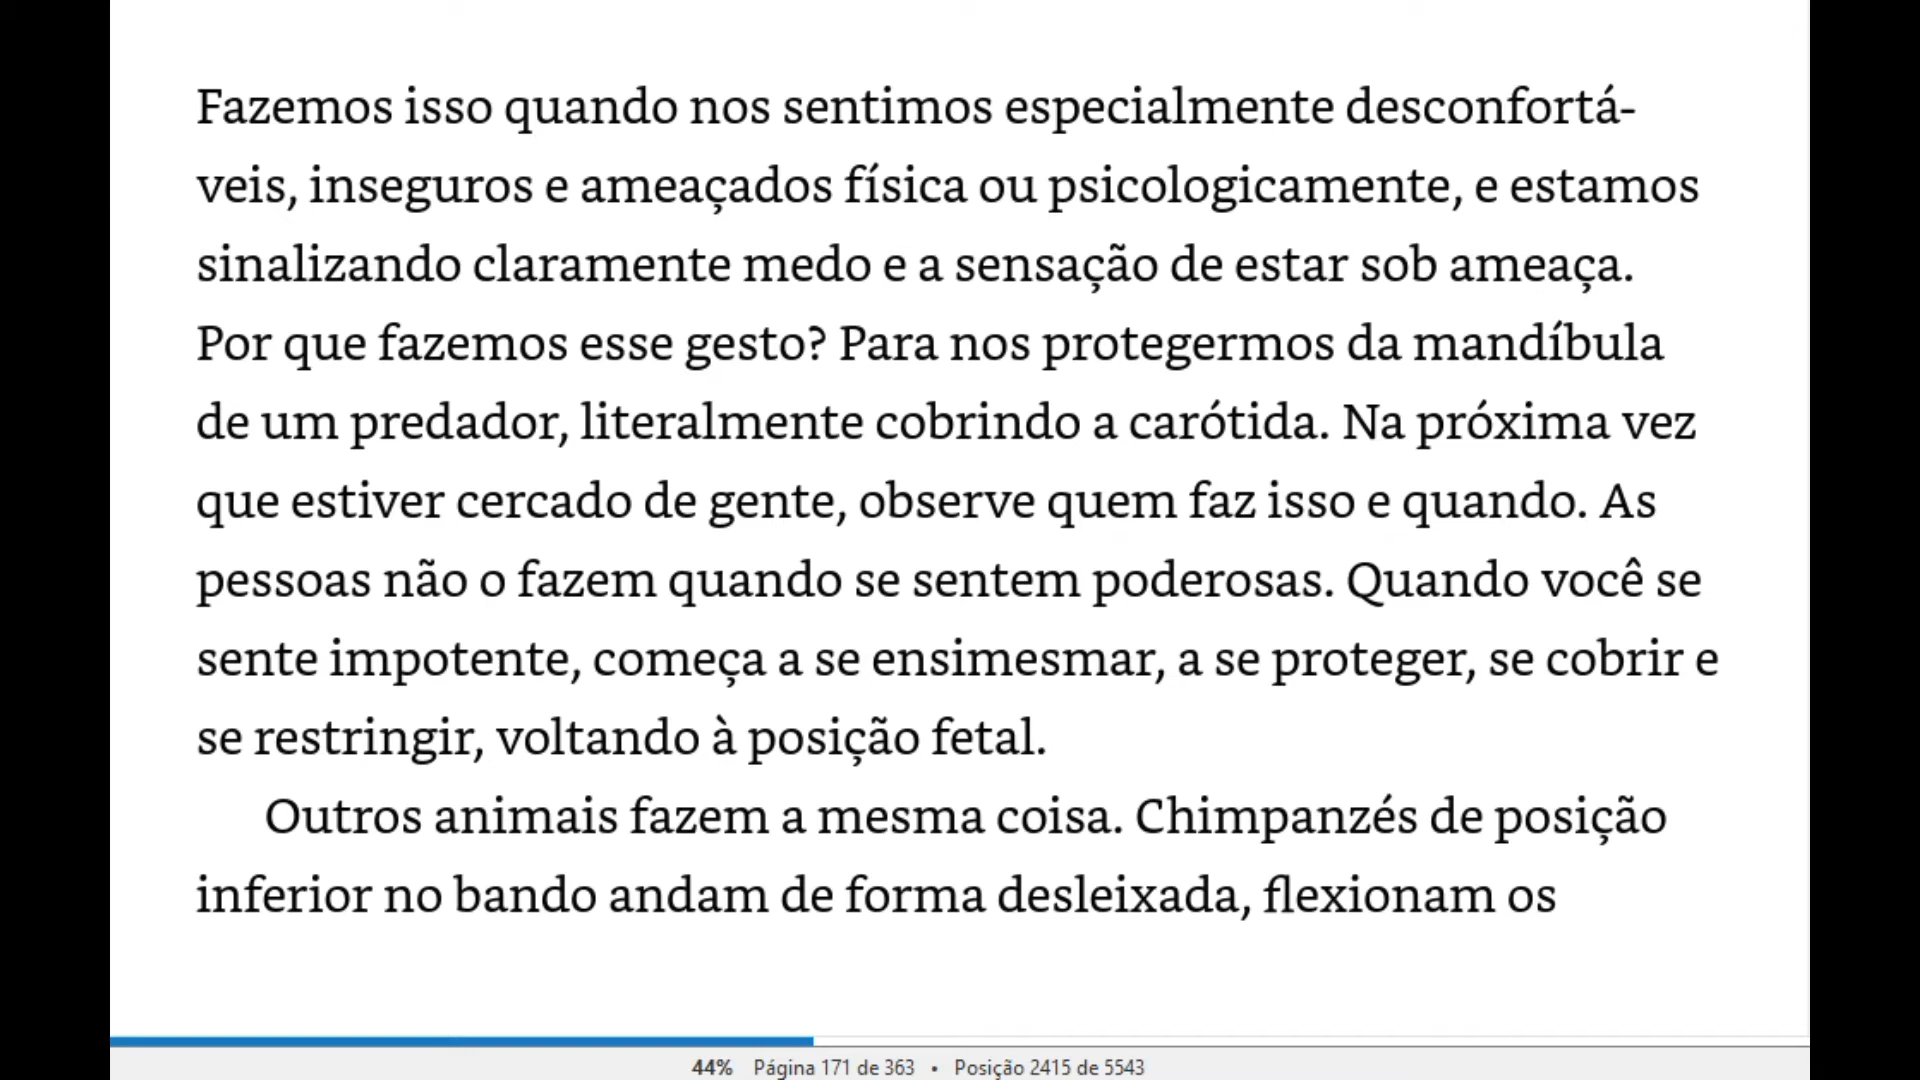 Fazemos isso quando nos sentimos especialmente desconfortá-
veis, inseguros e ameaçados física ou psicologicamente, e estamos
sinalizando claramente medo e a sensação de estar sob ameaça.
Por que fazemos esse gesto? Para nos protegermos da mandíbula
de um predador, literalmente cobrindo a carótida. Na próxima vez
que estiver cercado de gente, observe quem faz isso e quando. As
pessoas não o fazem quando se sentem poderosas. Quando você se
sente impotente, começa a se ensimesmar, a se proteger, se cobrir e
se restringir, voltando à posição fetal.
Outros animais fazem a mesma coisa. Chimpanzés de posição
inferior no bando andam de forma desleixada, flexionam os
44% Página 171 de 363 • Posição 2415 de 5543